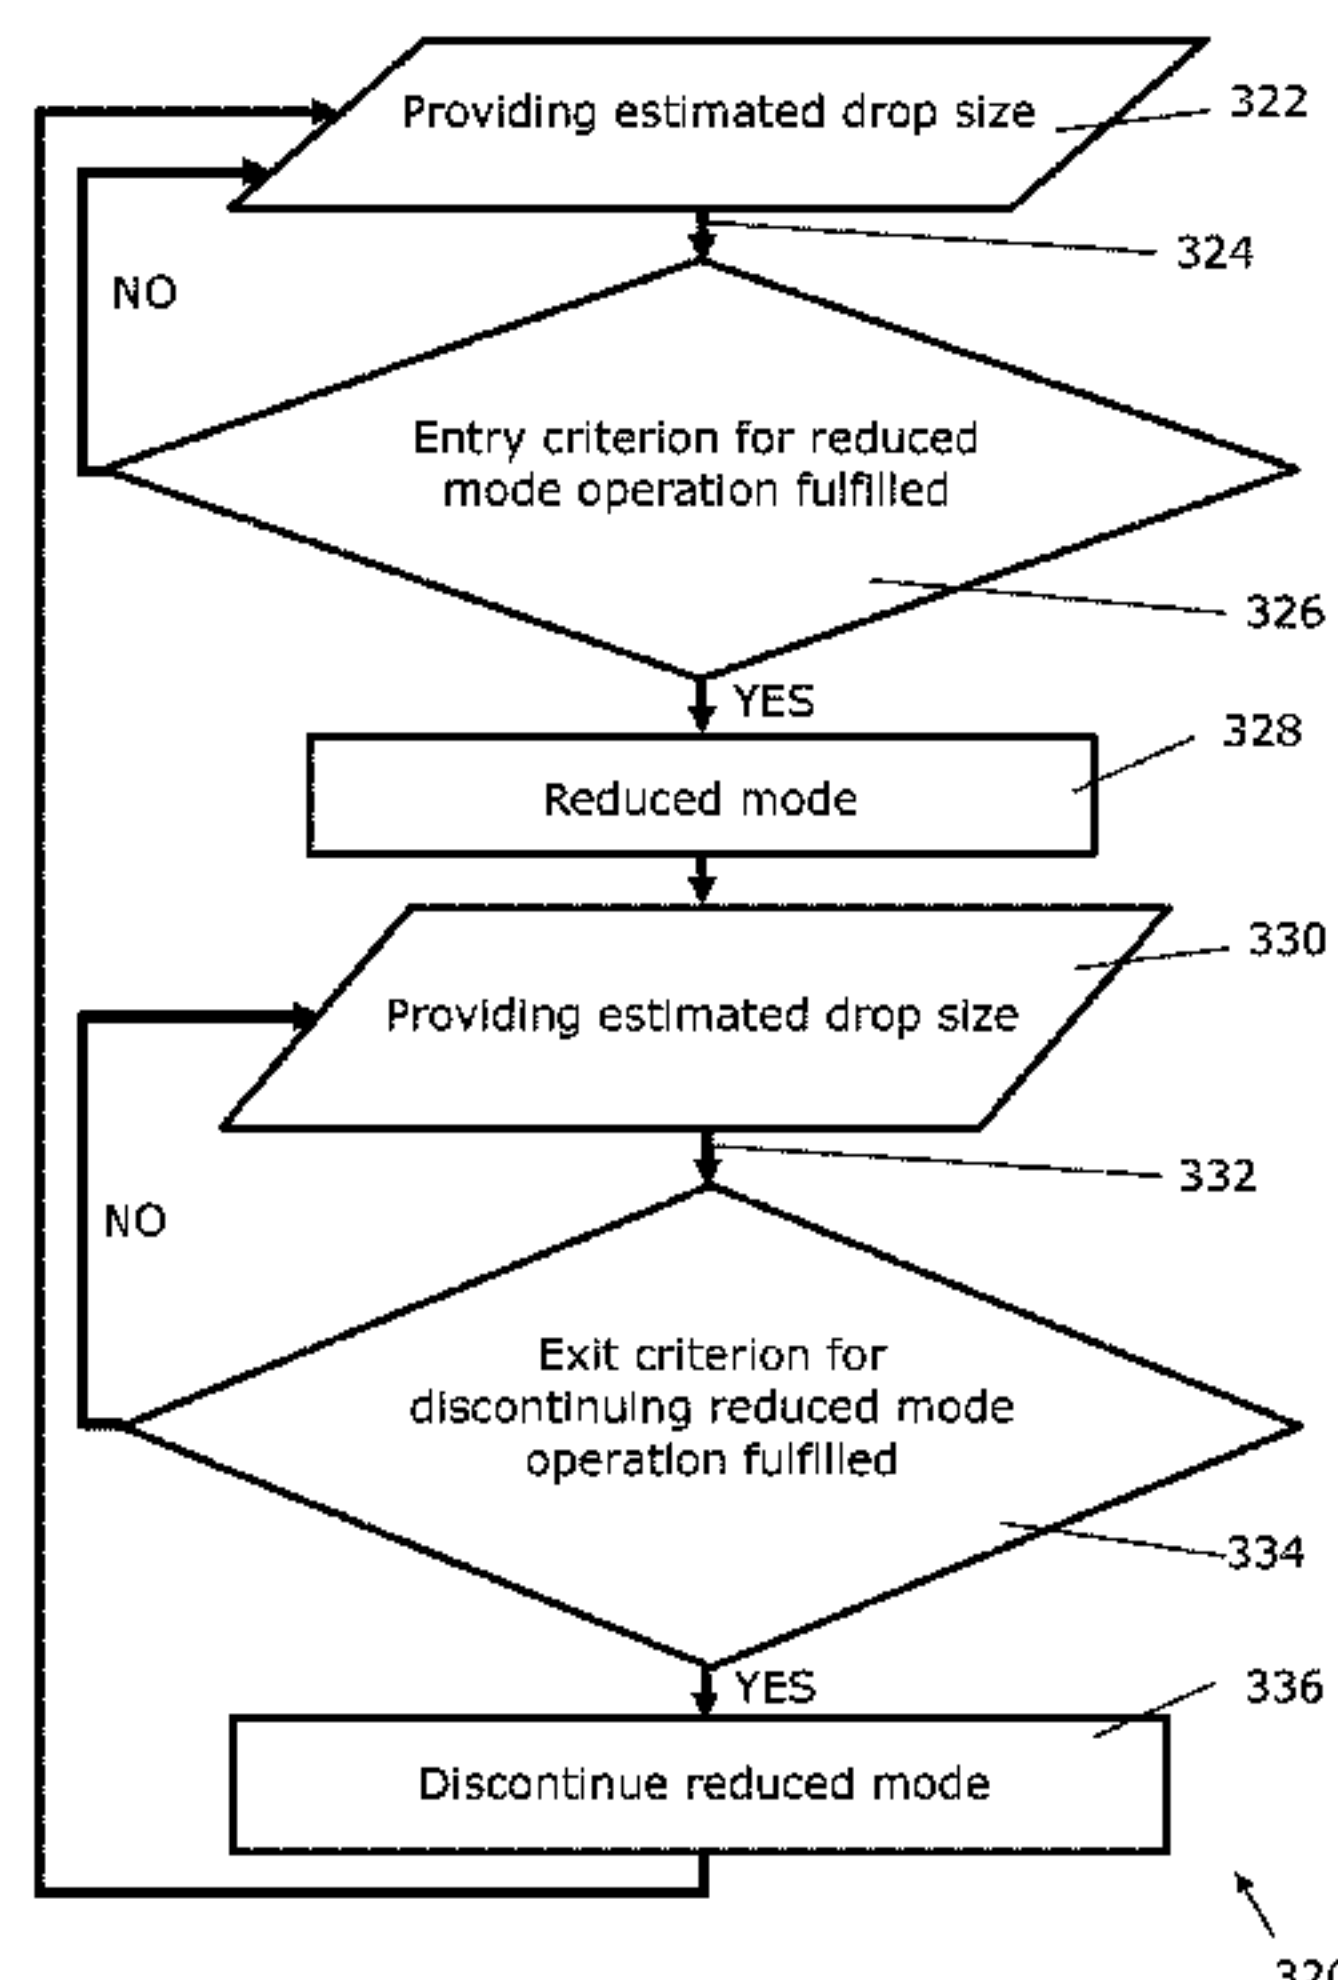 Providing estimated drop size
322
324
NO
Entry criterion for reduced
mode operation fulfilled
326
YES
328
Reduced mode
330
Providing estimated drop size
332
NO
Exit criterion for
discontinuing reduced mode
operation fulfilled
334
YES
336
Discontinue reduced mode